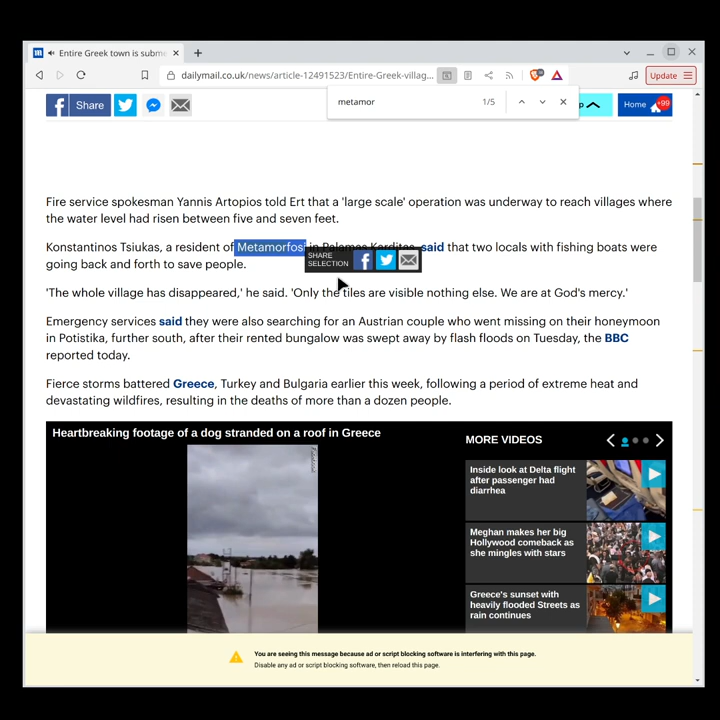 Entire Greek town is subme
dailymail.co.uk/news/article-12491523/Entire-Greek-villag...
Update
Share
metamor
1/5
Home
+99
Fire service spokesman Yannis Artopios told Ert that a 'large scale' operation was underway to reach villages where
the water level had risen between five and seven feet.
Konstantinos Tsiukas, a resident of Metamorfosi in Palamas Karditsa, said that two locals with fishing boats were
going back and forth to save people.
SHARE
SELECTION
'The whole village has disappeared,' he said. 'Only the tiles are visible nothing else. We are at God's mercy.'
Emergency services said they were also searching for an Austrian couple who went missing on their honeymoon
in Potistika, further south, after their rented bungalow was swept away by flash floods on Tuesday, the BBC
reported today.
Fierce storms battered Greece, Turkey and Bulgaria earlier this week, following a period of extreme heat and
devastating wildfires, resulting in the deaths of more than a dozen people.
Heartbreaking footage of a dog stranded on a roof in Greece
MORE VIDEOS
Inside look at Delta flight
after passenger had
diarrhea
Meghan makes her big
Hollywood comeback as
she mingles with stars
Greece's sunset with
heavily flooded Streets as
rain continues
You are seeing this message because ad or script blocking software is interfering with this page.
Disable any ad or script blocking software, then reload this page.